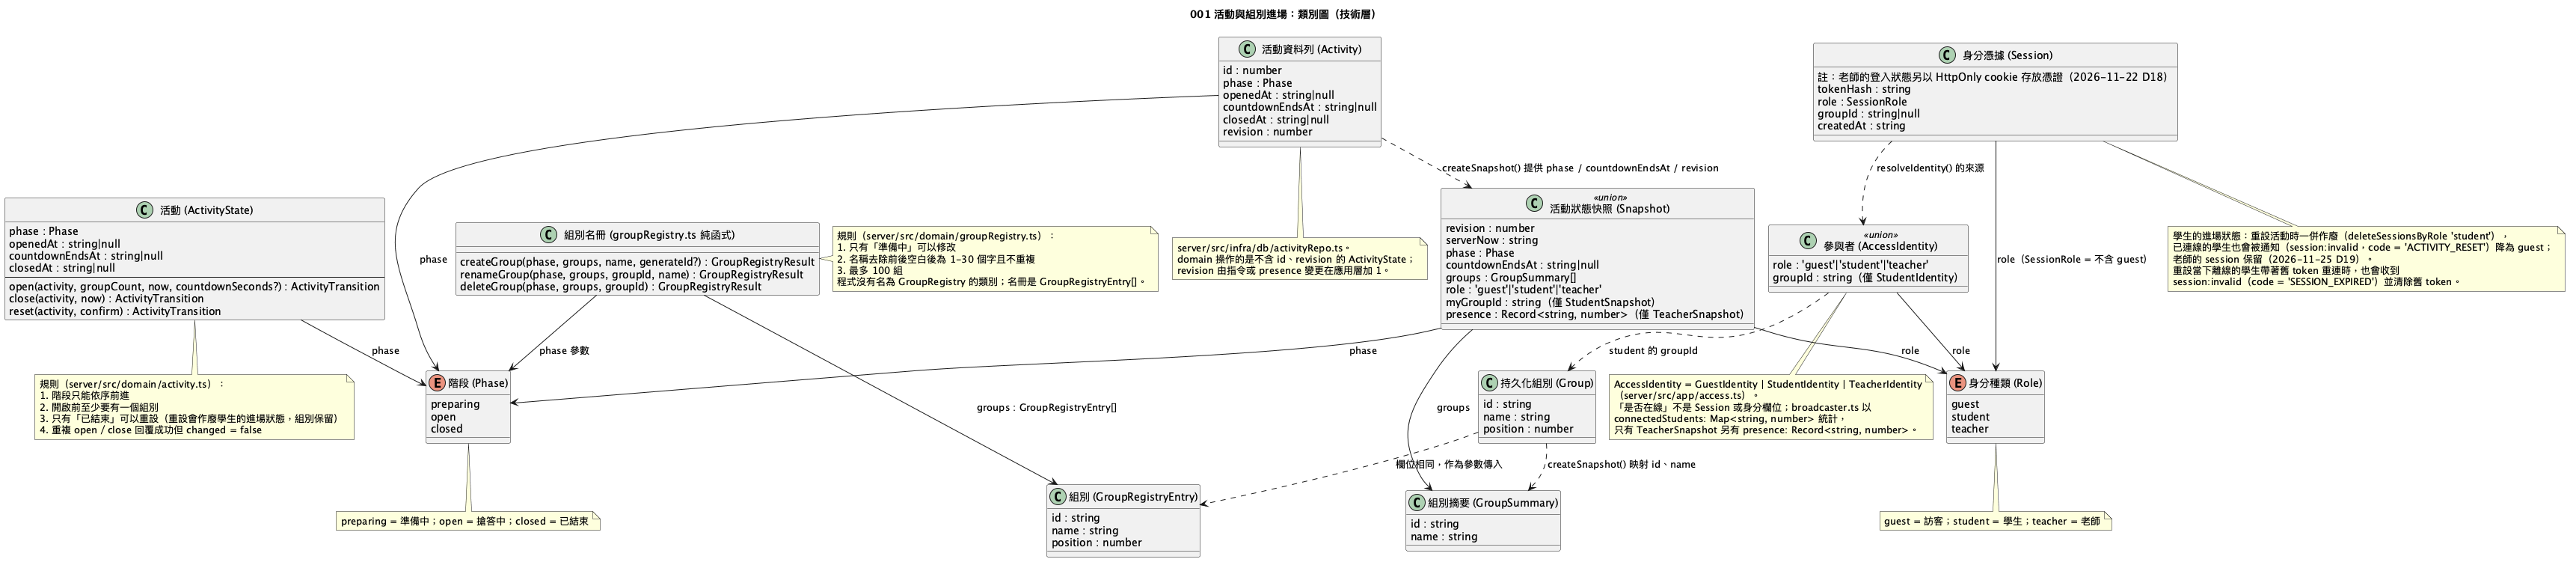 001 活動與組別進場：類別圖（技術層）
活動資料列 (Activity)
id : number
phase : Phase
openedAt : string|null
countdownEndsAt : string|null
closedAt : string|null
revision : number
身分憑據 (Session)
註：老師的登入狀態另以 HttpOnly cookie 存放憑證（2026-11-22 D18）
tokenHash : string
role : SessionRole
groupId : string|null
createdAt : string
createSnapshot() 提供 phase / countdownEndsAt / revision
resolveIdentity() 的來源
活動 (ActivityState)
phase : Phase
openedAt : string|null
countdownEndsAt : string|null
closedAt : string|null
open(activity, groupCount, now, countdownSeconds?) : ActivityTransition
close(activity, now) : ActivityTransition
reset(activity, confirm) : ActivityTransition
phase
組別名冊 (groupRegistry.ts 純函式)
createGroup(phase, groups, name, generateId?) : GroupRegistryResult
renameGroup(phase, groups, groupId, name) : GroupRegistryResult
deleteGroup(phase, groups, groupId) : GroupRegistryResult
規則（server/src/domain/groupRegistry.ts）：
1. 只有「準備中」可以修改
2. 名稱去除前後空白後為 1–30 個字且不重複
3. 最多 100 組
程式沒有名為 GroupRegistry 的類別；名冊是 GroupRegistryEntry[]。
server/src/infra/db/activityRepo.ts。
domain 操作的是不含 id、revision 的 ActivityState；
revision 由指令或 presence 變更在應用層加 1。
«union»
活動狀態快照 (Snapshot)
revision : number
serverNow : string
phase : Phase
countdownEndsAt : string|null
groups : GroupSummary[]
role : 'guest'|'student'|'teacher'
myGroupId : string（僅 StudentSnapshot）
presence : Record<string, number>（僅 TeacherSnapshot）
«union»
參與者 (AccessIdentity)
role : 'guest'|'student'|'teacher'
groupId : string（僅 StudentIdentity）
role（SessionRole = 不含 guest）
學生的進場狀態：重設活動時一併作廢（deleteSessionsByRole 'student'），
已連線的學生也會被通知（session:invalid，code = 'ACTIVITY_RESET'）降為 guest；
老師的 session 保留（2026-11-25 D19）。
重設當下離線的學生帶著舊 token 重連時，也會收到
session:invalid（code = 'SESSION_EXPIRED'）並清除舊 token。
phase
phase 參數
phase
student 的 groupId
role
role
規則（server/src/domain/activity.ts）：
1. 階段只能依序前進
2. 開啟前至少要有一個組別
3. 只有「已結束」可以重設（重設會作廢學生的進場狀態，組別保留）
4. 重複 open / close 回覆成功但 changed = false
階段 (Phase)
preparing
open
closed
groups : GroupRegistryEntry[]
groups
持久化組別 (Group)
id : string
name : string
position : number
AccessIdentity = GuestIdentity | StudentIdentity | TeacherIdentity
（server/src/app/access.ts）。
「是否在線」不是 Session 或身分欄位；broadcaster.ts 以
connectedStudents: Map<string, number> 統計，
只有 TeacherSnapshot 另有 presence: Record<string, number>。
身分種類 (Role)
guest
student
teacher
欄位相同，作為參數傳入
createSnapshot() 映射 id、name
preparing = 準備中；open = 搶答中；closed = 已結束
組別 (GroupRegistryEntry)
id : string
name : string
position : number
組別摘要 (GroupSummary)
id : string
name : string
guest = 訪客；student = 學生；teacher = 老師